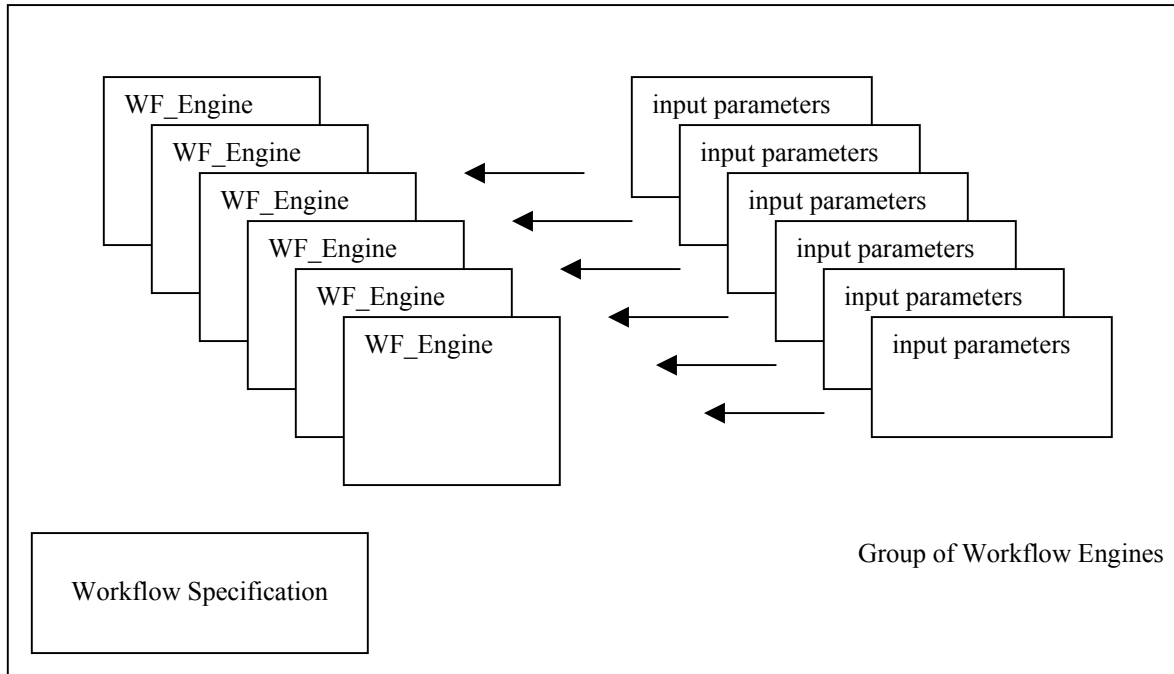 WF_Engine
WF_Engine
WF_Engine
WF_Engine
WF_Engine
WF_Engine
input parameters
input parameters
input parameters
input parameters
input parameters
input parameters
Group of Workflow Engines
Workflow Specification